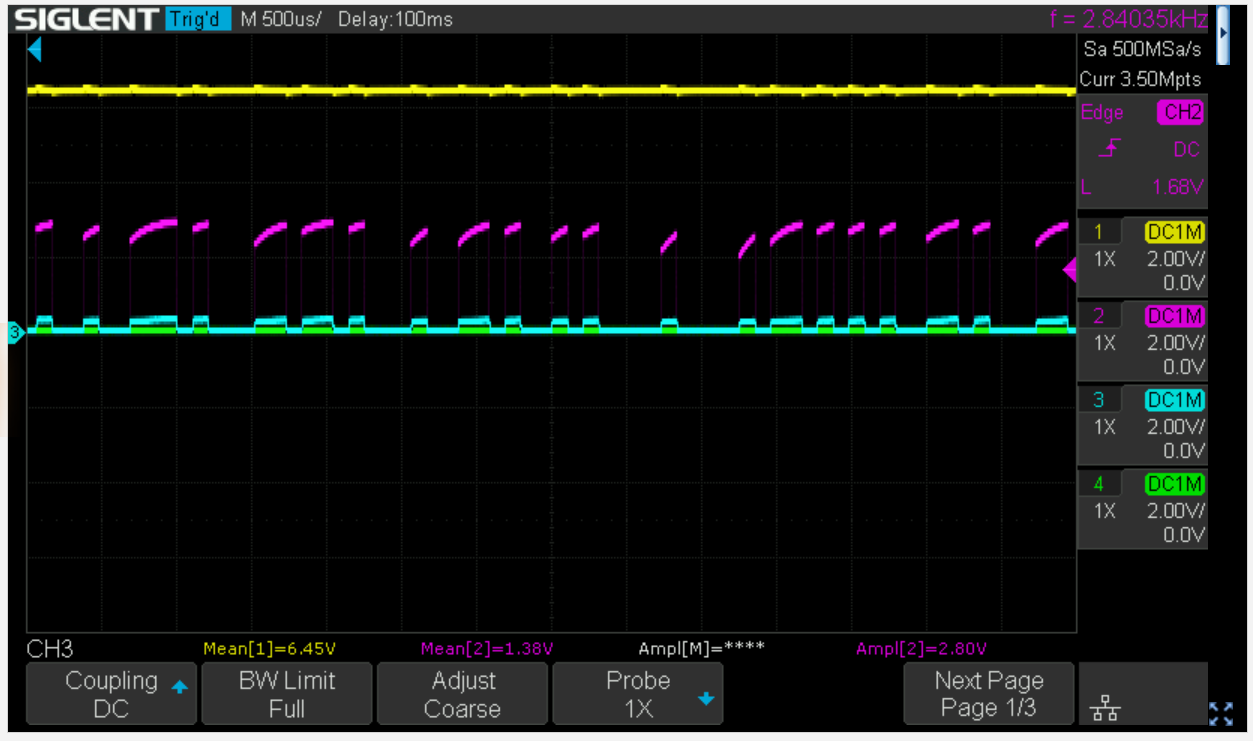 SIGLENT Trig'd M 500us/ Delay:100ms f = 2.84035kHz
Sa 500MSa/s
Curr 3.50Mpts
Edge CH2
DC
L 1.68V
1 DC1M
1X 2.00V/
0.0V
2 DC1M
1X 2.00V/
0.0V
3
3 DC1M
1X 2.00V/
0.0V
4 DC1M
1X 2.00V/
0.0V
CH3 Mean[1]=6.45V Mean[2]=1.38V Ampl[M]=**** Ampl[2]=2.80V
Coupling BW Limit Adjust Probe Next Page
DC Full Coarse 1X Page 1/3